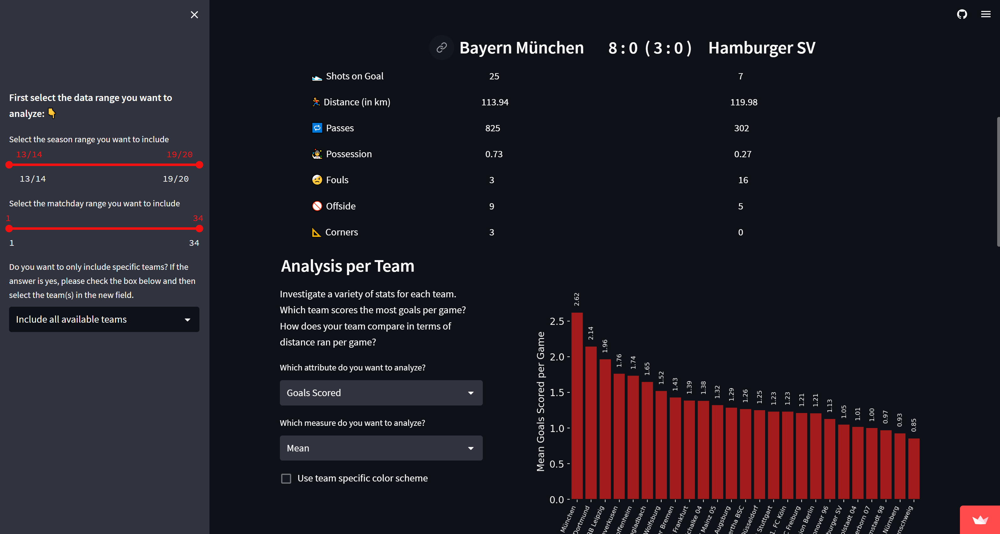 First select the data range you want to
analyze: 👇
Select the season range you want to include
13/14 19/20
13/14 19/20
Select the matchday range you want to include
1 34
1 34
Do you want to only include specific teams? If the
answer is yes, please check the box below and then
select the team(s) in the new field.
Include all available teams
Bayern München 8 : 0 ( 3 : 0 ) Hamburger SV
👟 Shots on Goal 25 7
🏃 Distance (in km) 113.94 119.98
🔁 Passes 825 302
🤹 Possession 0.73 0.27
🤕 Fouls 3 16
🚫 Offside 9 5
📐 Corners 3 0
Analysis per Team
Investigate a variety of stats for each team.
Which team scores the most goals per game?
How does your team compare in terms of
distance ran per game?
Which attribute do you want to analyze?
Goals Scored
Which measure do you want to analyze?
Mean
Use team specific color scheme
Mean Goals Scored per Game
2.5
2.0
1.5
1.0
0.5
0.0
2.62
2.14
1.96
1.76
1.74
1.65
1.52
1.43
1.39
1.38
1.32
1.29
1.26
1.25
1.23
1.23
1.21
1.21
1.13
1.05
1.01
1.00
0.97
0.93
0.85
München
Dortmund
RB Leipzig
verkusen
offenheim
ngladbach
Wolfsburg
er Bremen
Frankfurt
chalke 04
Mainz 05
Augsburg
ertha BSC
Düsseldorf
Stuttgart
1. FC Köln
C Freiburg
ion Berlin
nnover 96
burger SV
olstadt 04
erborn 07
mstadt 98
Nürnberg
unschweig